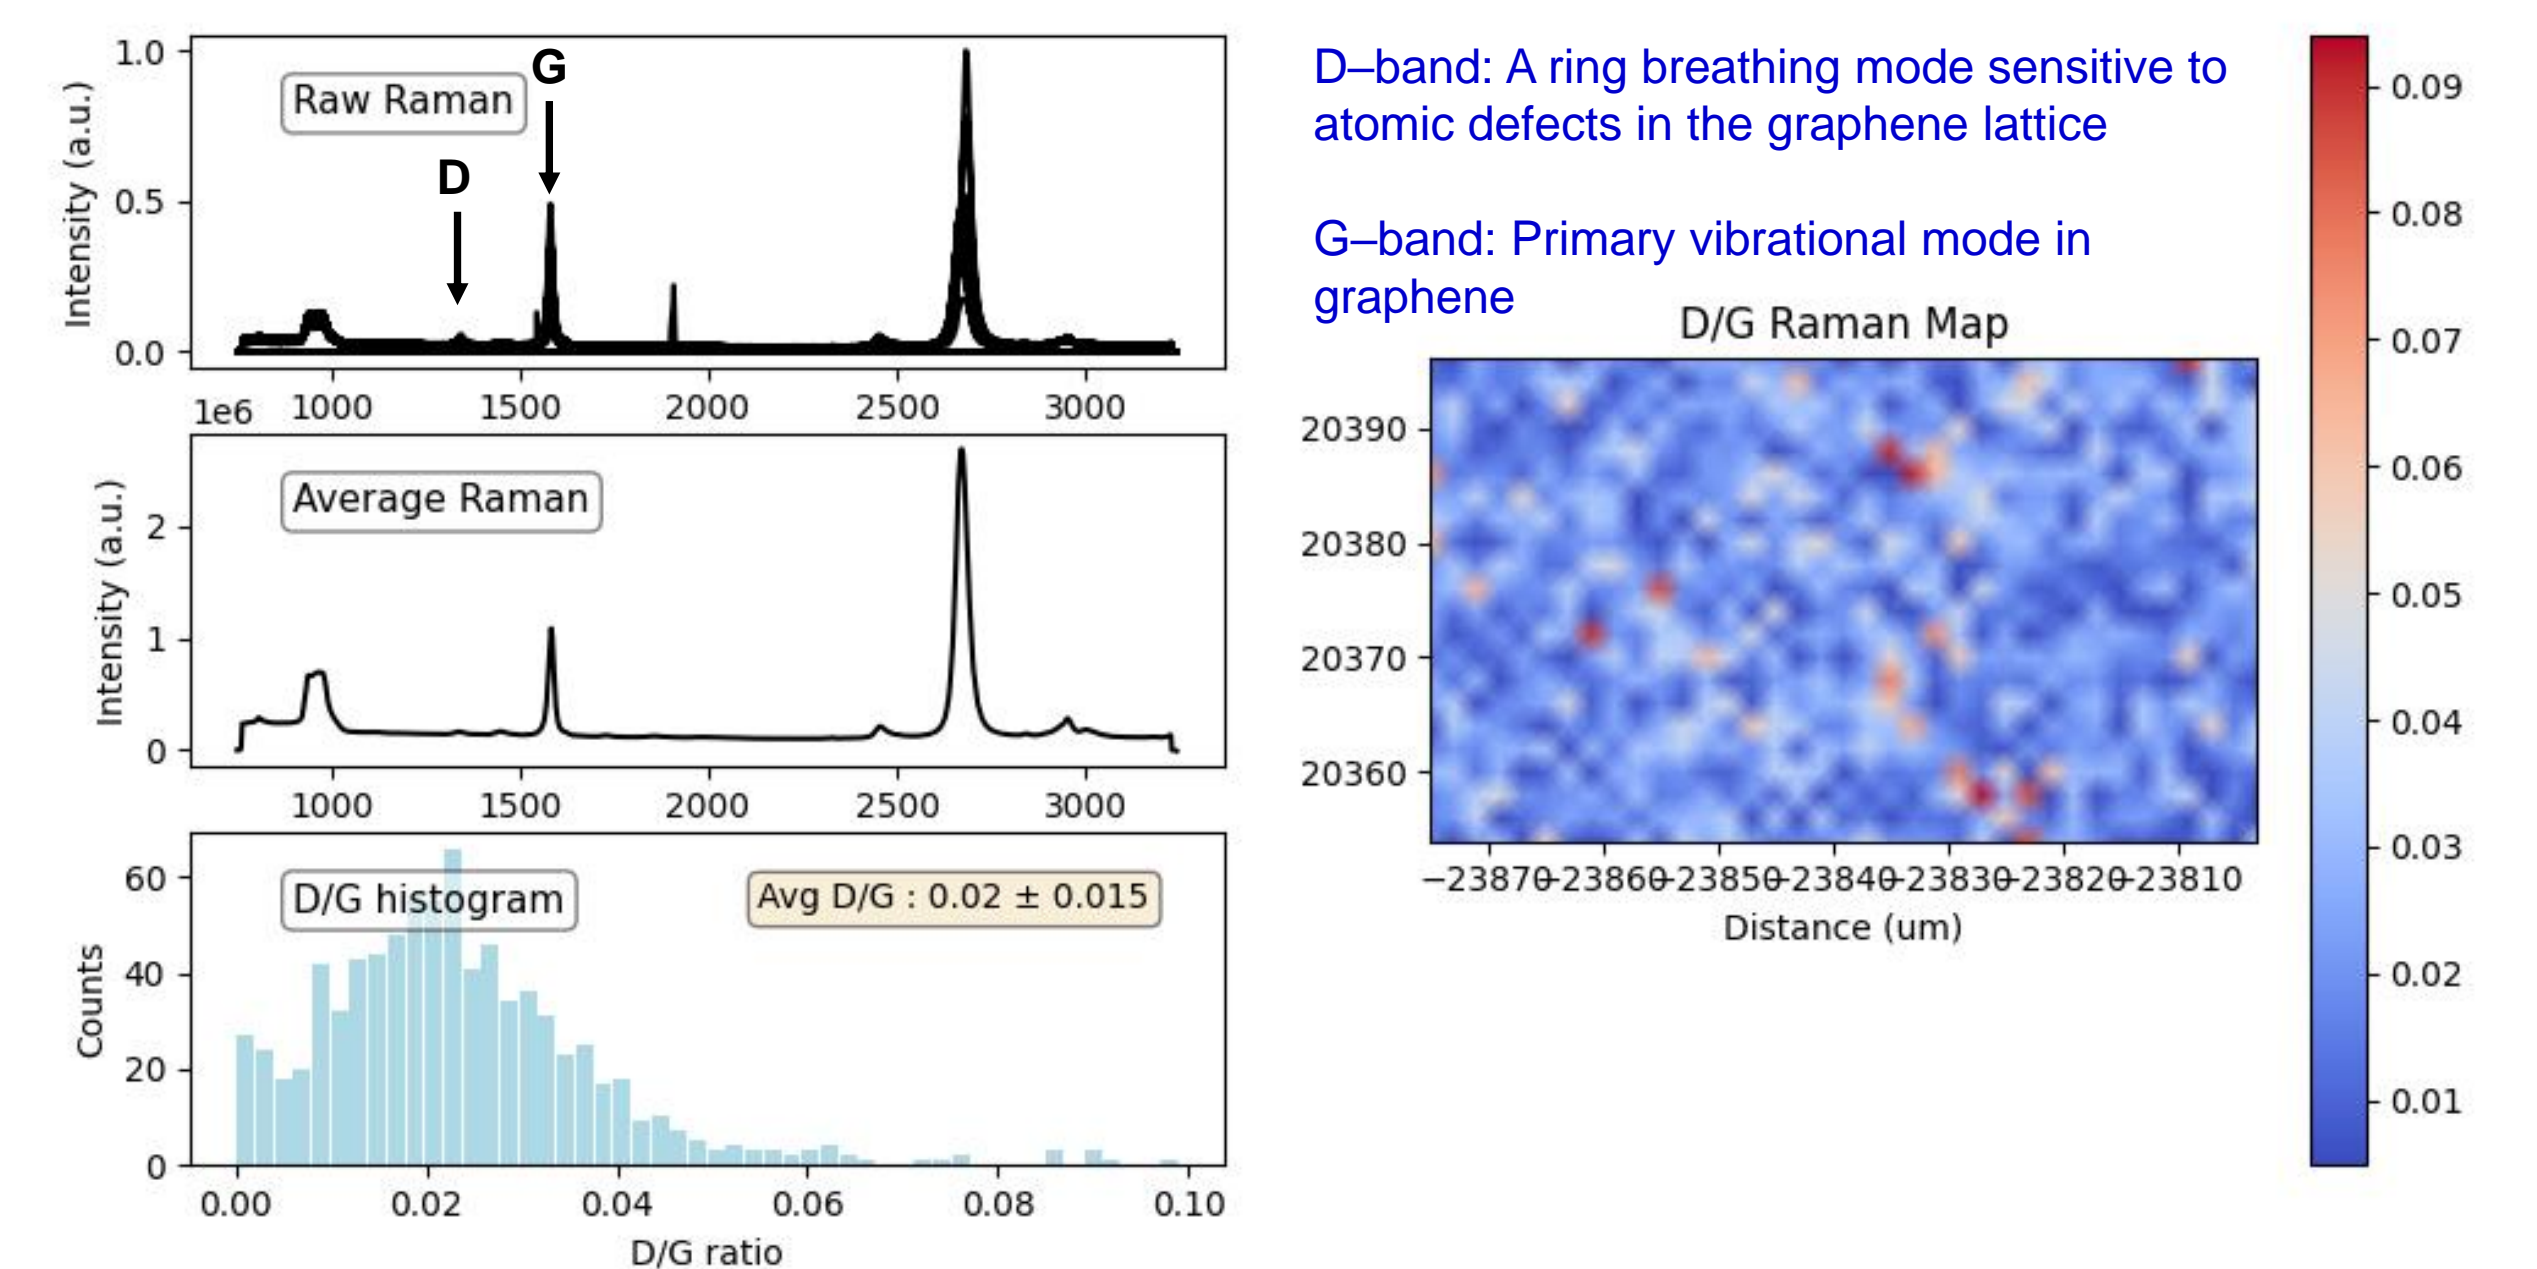 1.0
0.5
0.0
Intensity (a.u.)
Raw Raman
D
G
1e6
1000 1500 2000 2500 3000
2
1
0
Intensity (a.u.)
Average Raman
1000 1500 2000 2500 3000
60
40
20
0
Counts
D/G histogram
Avg D/G : 0.02 ± 0.015
0.00 0.02 0.04 0.06 0.08 0.10
D/G ratio
D–band: A ring breathing mode sensitive to
atomic defects in the graphene lattice
G–band: Primary vibrational mode in
graphene
D/G Raman Map
20390
20380
20370
20360
−23870 −23860 −23850 −23840 −23830 −23820 −23810
Distance (um)
0.09
0.08
0.07
0.06
0.05
0.04
0.03
0.02
0.01